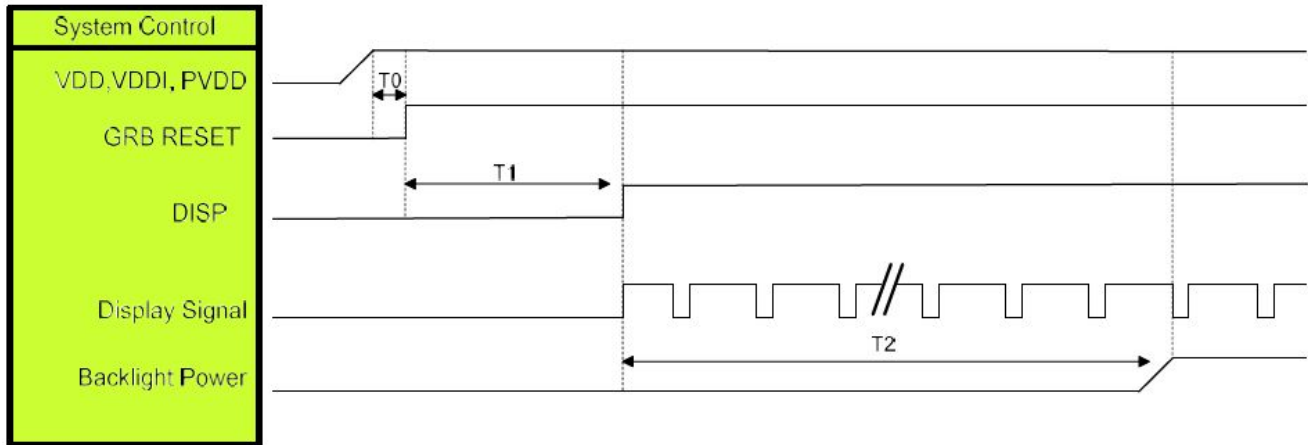 System Control
VDD,VDDI, PVDD
T0
GRB RESET
T1
DISP
Display Signal
T2
Backlight Power